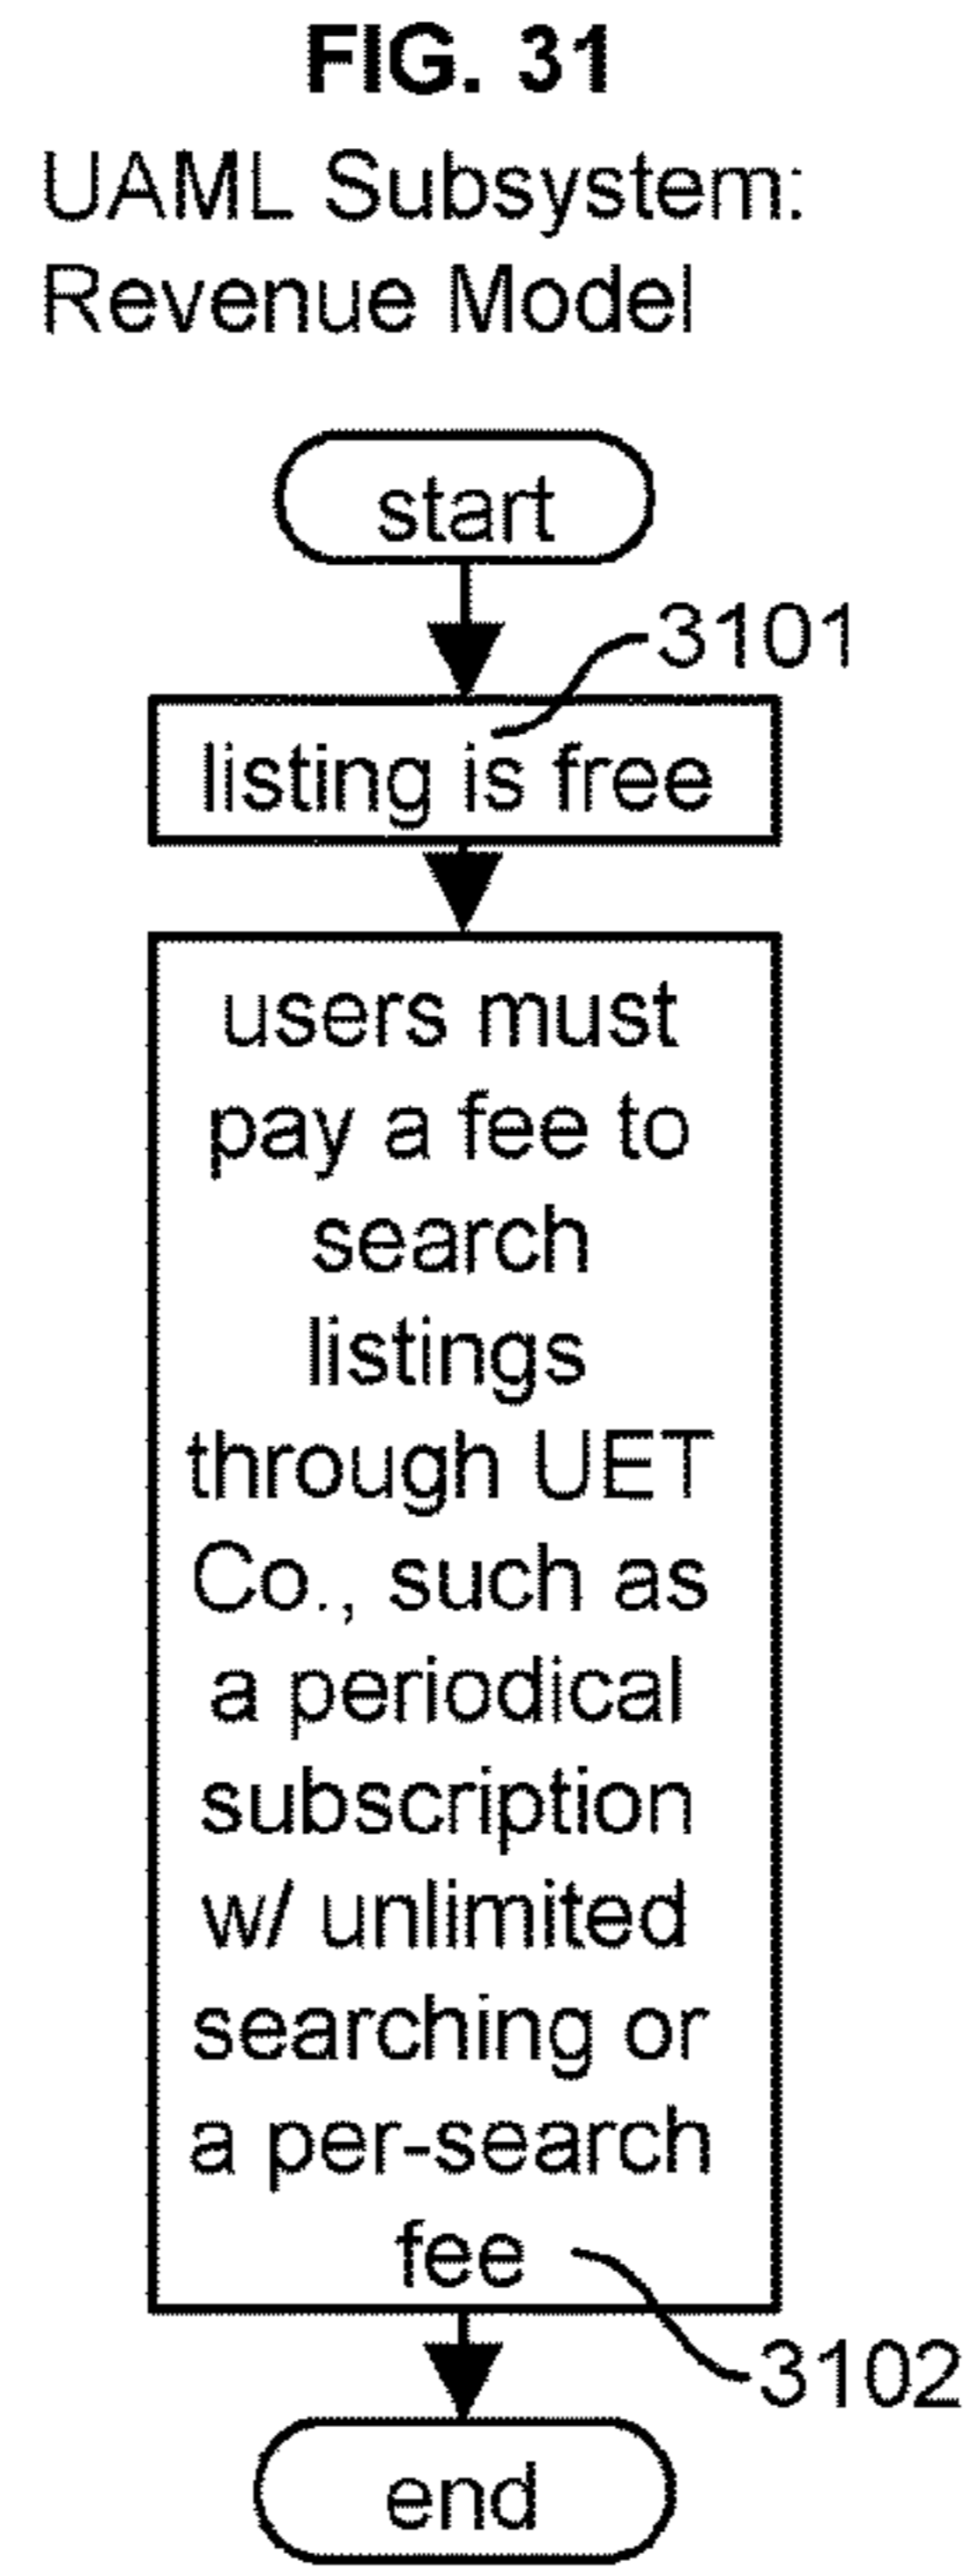 FIG. 31
UAML Subsystem:
Revenue Model
start
3101
listing is free
users must
pay a fee to
search
listings
through UET
Co., such as
a periodical
subscription
w/ unlimited
searching or
a per-search
fee
3102
end